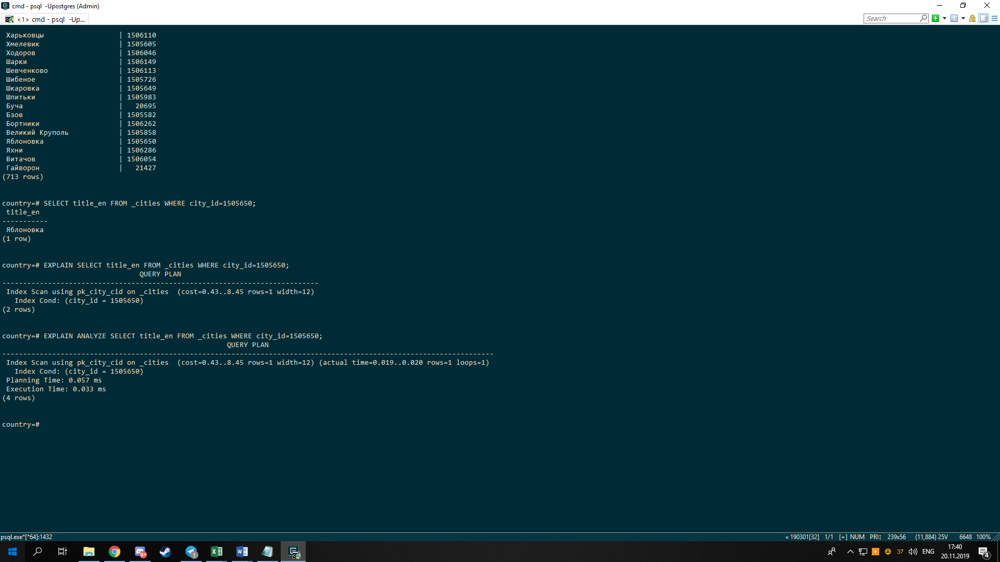 cmd - psql  -Upostgres (Admin)
<1> cmd - psql  -Up...
Search
 Харьковцы                   | 1506110
 Хмелевик                    | 1505605
 Ходоров                     | 1506046
 Шарки                       | 1506149
 Шевченково                  | 1506113
 Шибеное                     | 1505726
 Шкаровка                    | 1505649
 Шпитьки                     | 1505983
 Буча                        |   20695
 Бзов                        | 1505582
 Бортники                    | 1506262
 Великий Круполь             | 1505858
 Яблоновка                   | 1505650
 Яхни                        | 1506286
 Витачов                     | 1506054
 Гайворон                    |   21427
(713 rows)
country=# SELECT title_en FROM _cities WHERE city_id=1505650;
 title_en
-----------
 Яблоновка
(1 row)
country=# EXPLAIN SELECT title_en FROM _cities WHERE city_id=1505650;
                                 QUERY PLAN
----------------------------------------------------------------------------
 Index Scan using pk_city_cid on _cities  (cost=0.43..8.45 rows=1 width=12)
   Index Cond: (city_id = 1505650)
(2 rows)
country=# EXPLAIN ANALYZE SELECT title_en FROM _cities WHERE city_id=1505650;
                                                      QUERY PLAN
----------------------------------------------------------------------------------------------------------------------
 Index Scan using pk_city_cid on _cities  (cost=0.43..8.45 rows=1 width=12) (actual time=0.019..0.020 rows=1 loops=1)
   Index Cond: (city_id = 1505650)
 Planning Time: 0.057 ms
 Execution Time: 0.033 ms
(4 rows)
country=#
psql.exe*[*64]:1432
« 190301[32] 1/1 [+] NUM PRI↕ 239x56 (11,884) 25V 6648 100%
9+
1
37
ENG
17:40
20.11.2019
4